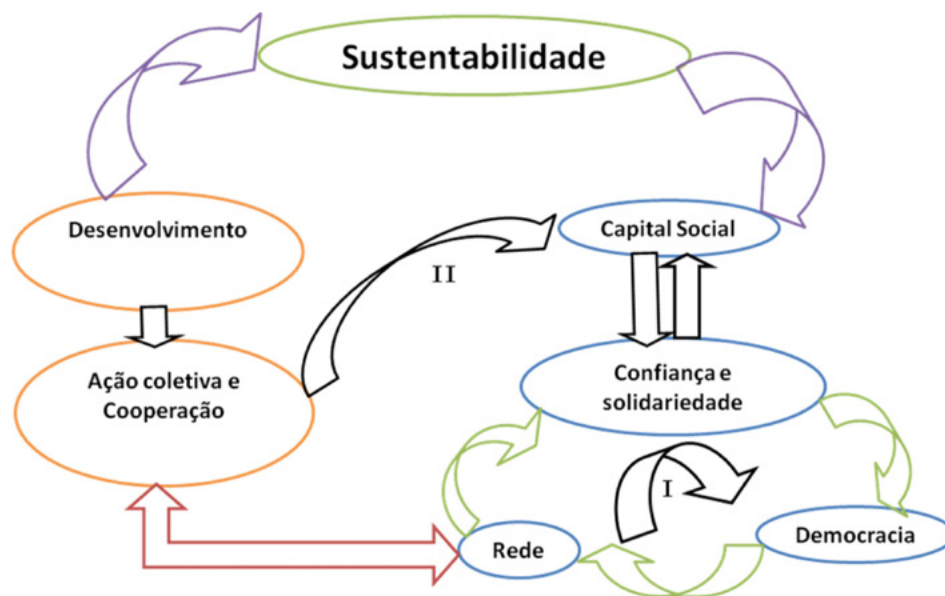 Sustentabilidade
Desenvolvimento
Capital Social
II
Ação coletiva e
Cooperação
Confiança e
solidariedade
I
Rede
Democracia